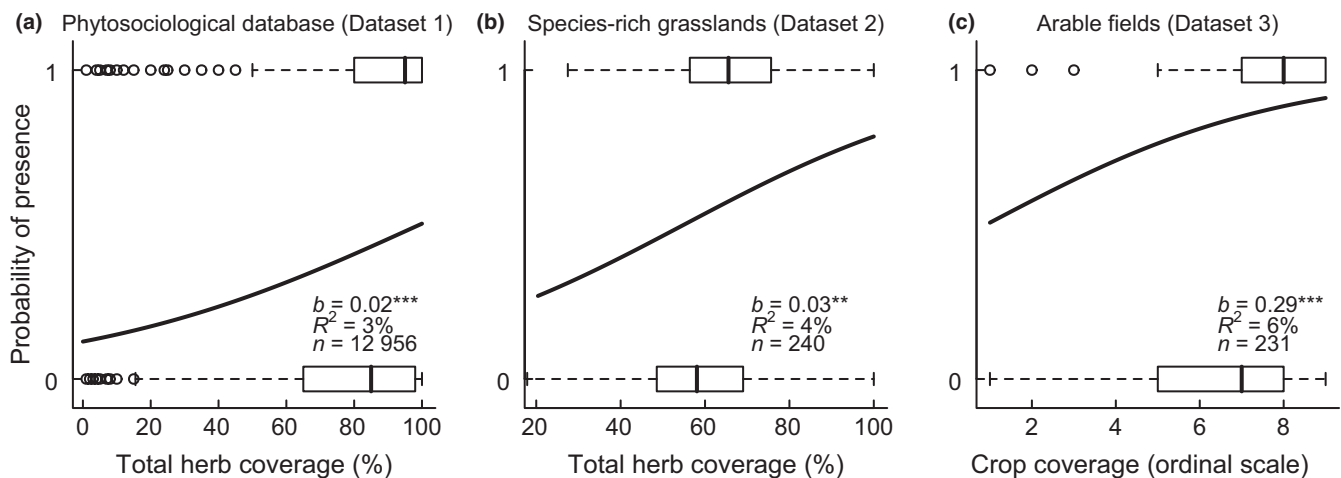 (a) Phytosociological database (Dataset 1)
Probability of presence
1
0
b = 0.02***
R² = 3%
n = 12 956
0 20 40 60 80 100
Total herb coverage (%)
(b) Species-rich grasslands (Dataset 2)
1
0
b = 0.03**
R² = 4%
n = 240
20 40 60 80 100
Total herb coverage (%)
(c) Arable fields (Dataset 3)
1
0
b = 0.29***
R² = 6%
n = 231
2 4 6 8
Crop coverage (ordinal scale)